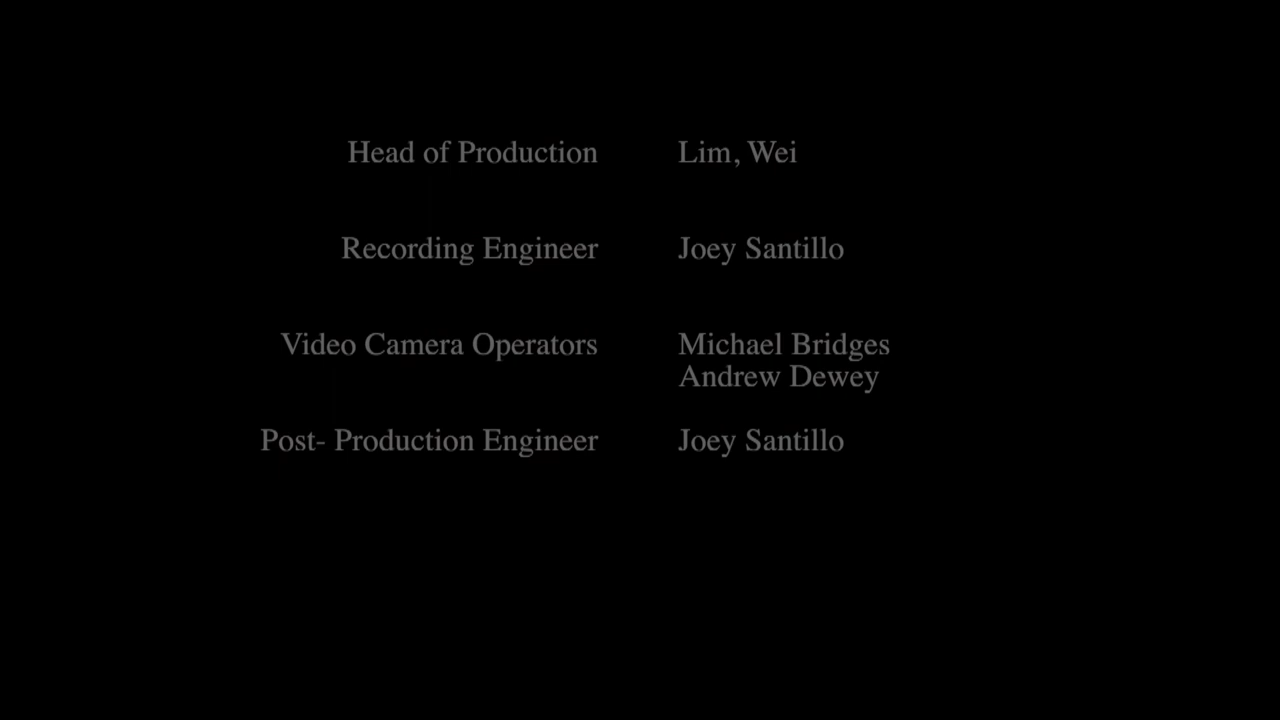 Head of Production Lim, Wei
Recording Engineer Joey Santillo
Video Camera Operators Michael Bridges
Andrew Dewey
Post- Production Engineer Joey Santillo